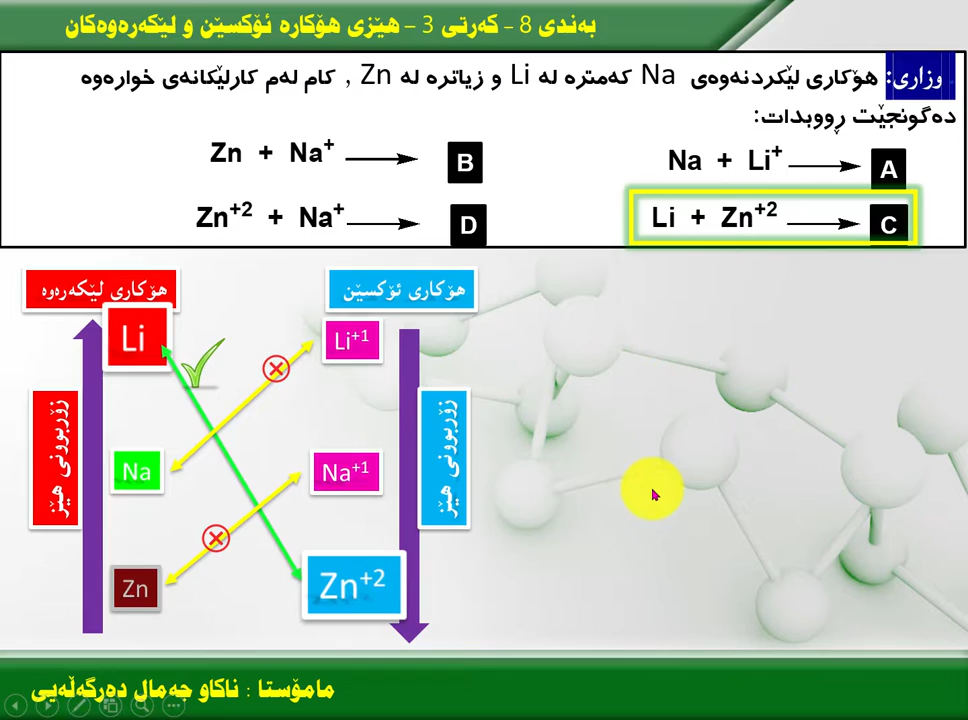 بەندی 8 - کەرتی 3 - هێزی هۆکارە ئۆکسێن و لێکەرەوەکان
وزاری: هۆکاری لێکردنەوەی Na کەمترە لە Li و زیاترە لە Zn , کام لەم کارلێکانەی خوارەوە
دەگونجێت ڕووبدات:
A Na + Li⁺ ⟶
B Zn + Na⁺ ⟶
C Li + Zn⁺² ⟶
D Zn⁺² + Na⁺ ⟶
هۆکاری ئۆکسێن
هۆکاری لێکەرەوە
Li
Li⁺¹
زۆربوونی هێز
زۆربوونی هێز
Na
Na⁺¹
Zn
Zn⁺²
مامۆستا : ناکاو جەمال دەرگەڵەیی